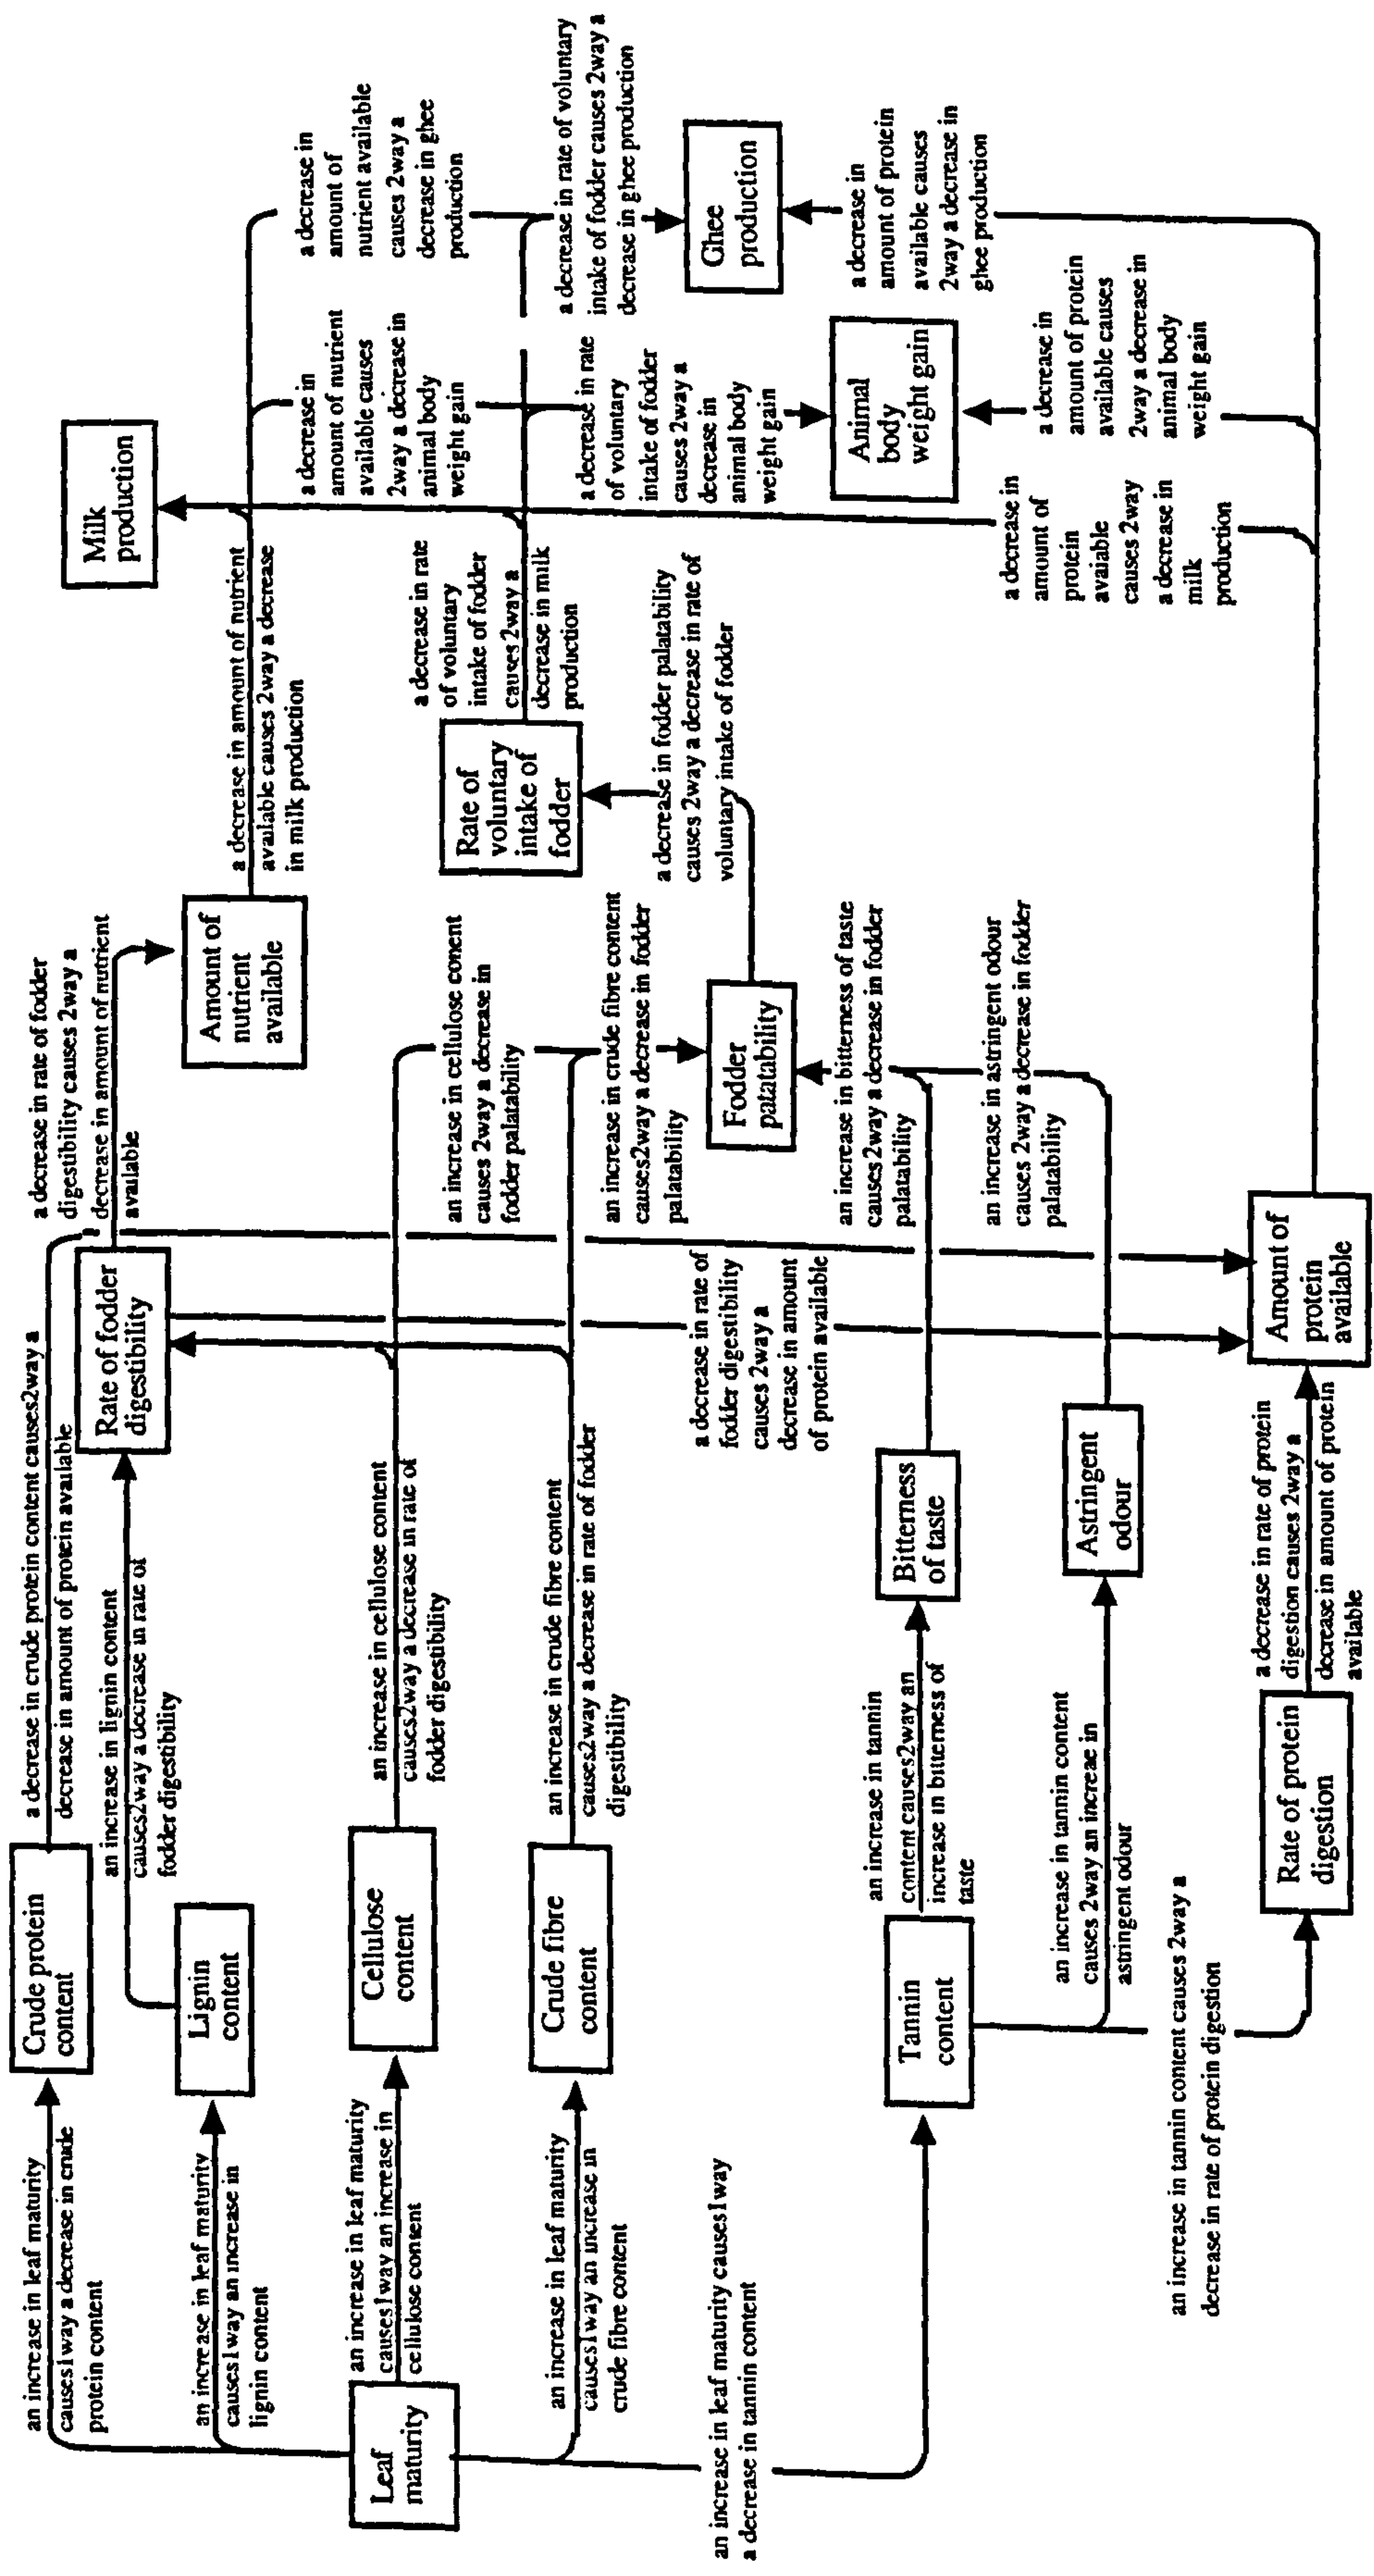 an increase in leaf maturity
causes1way a decrease in crude
protein content
Crude protein
content
a decrease in crude protein content causes2way a
decrease in amount of protein available
an increase in leaf maturity
causes1way an increase in
lignin content
Lignin
content
an increase in lignin content
causes2way a decrease in rate of
fodder digestibility
Rate of fodder
digestibility
a decrease in rate of fodder
digestibility causes 2way a
decrease in amount of nutrient
available
Amount of
nutrient
available
a decrease in amount of nutrient
available causes 2way a decrease
in milk production
Milk
production
a decrease in
amount of nutrient
available causes
2way a decrease in
animal body
weight gain
a decrease in
amount of
nutrient available
causes 2way a
decrease in ghee
production
Leaf
maturity
an increase in leaf maturity
causes1way an increase in
cellulose content
Cellulose
content
an increase in cellulose content
causes2way a decrease in rate of
fodder digestibility
an increase in cellulose conent
causes 2way a decrease in
fodder palatability
Rate of
voluntary
intake of
fodder
a decrease in rate
of voluntary
intake of fodder
causes 2way a
decrease in milk
production
a decrease in rate
of voluntary
intake of fodder
causes 2way a
decrease in
animal body
weight gain
a decrease in rate of voluntary
intake of fodder causes 2way a
decrease in ghee production
an increase in leaf maturity
causes1way an increase in
crude fibre content
Crude fibre
content
an increase in crude fibre content
causes2way a decrease in rate of fodder
digestibility
an increase in crude fibre content
causes2way a decrease in fodder
palatability
a decrease in fodder palatability
causes 2way a decrease in rate of
voluntary intake of fodder
Fodder
patatability
Ghee
production
Animal
body
weight gain
an increase in leaf maturity causes1way
a decrease in tannin content
a decrease in rate of
fodder digestibility
causes 2way a
decrease in amount
of protein available
Tannin
content
an increase in tannin
content causes2way an
increase in bitterness of
taste
Bitterness
of taste
an increase in bitterness of taste
causes2way a decrease in fodder
palatability
an increase in tannin content
causes 2way an increae in
astringent odour
Astringent
odour
an increase in astringent odour
causes 2way a decrease in fodder
palatability
a decrease in
amount of
protein
avaiable
causes 2way
a decrease in
milk
production
a decrease in
amount of protein
available causes
2way a decrease in
animal body
weight gain
a decrease in
amount of protein
available causes
2way a decrease in
ghee production
an increase in tannin content causes 2way a
decrease in rate of protein digestion
Rate of protein
digestion
a decrease in rate of protein
digestion causes 2way a
decrease in amount of protein
available
Amount of
protein
available